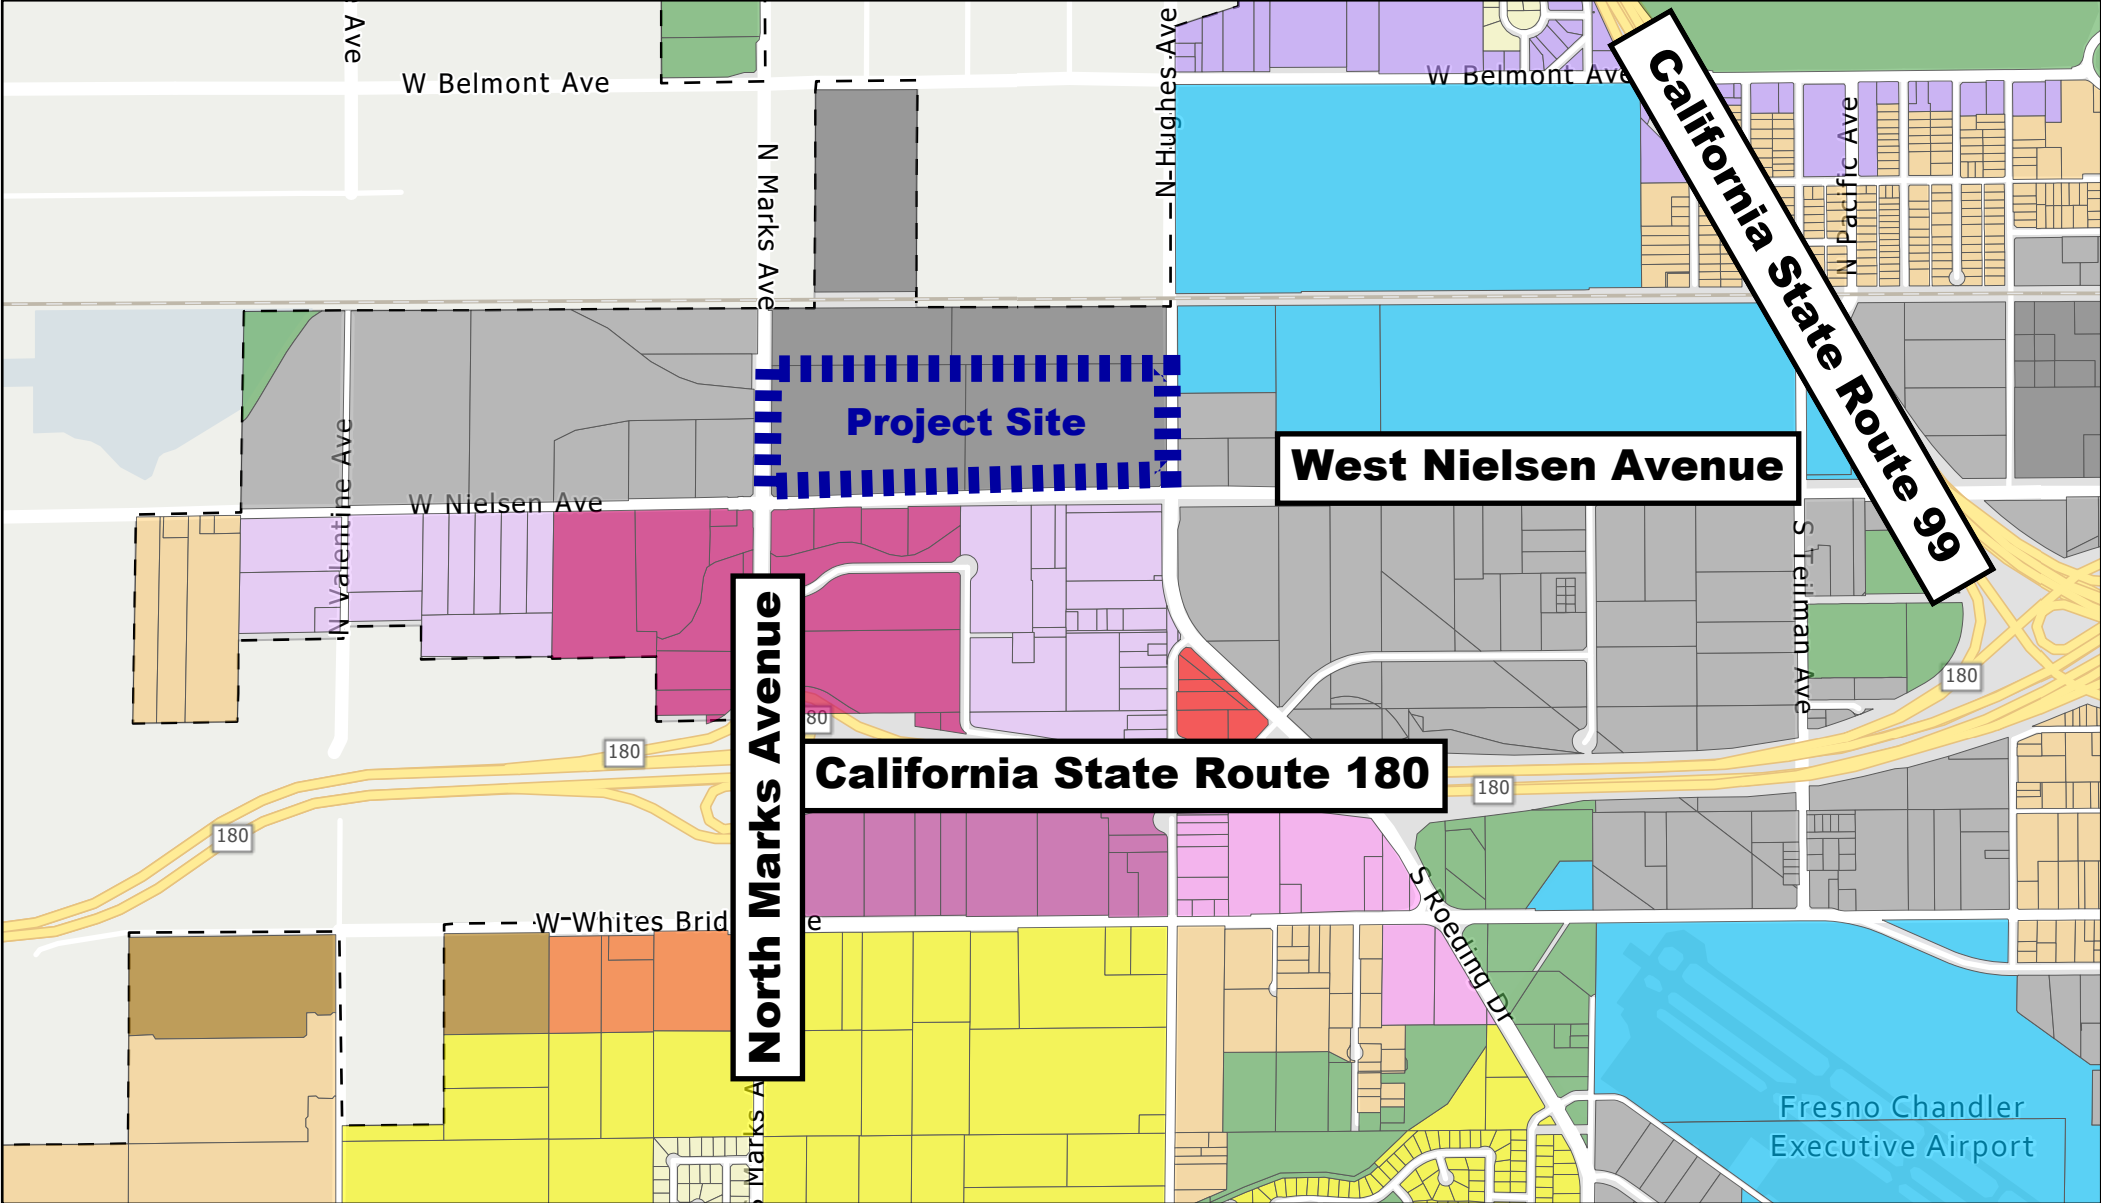 Ave
W Belmont Ave
N Marks Ave
N Hughes Ave
W Belmont Ave
California State Route 99
N Pacific Ave
Project Site
West Nielsen Avenue
W Nielsen Ave
N Valentine Ave
S Teilman Ave
North Marks Avenue
California State Route 180
180
80
180
180
180
W Whites Brid
e
S Roeding Dr
Marks A
Fresno Chandler
Executive Airport